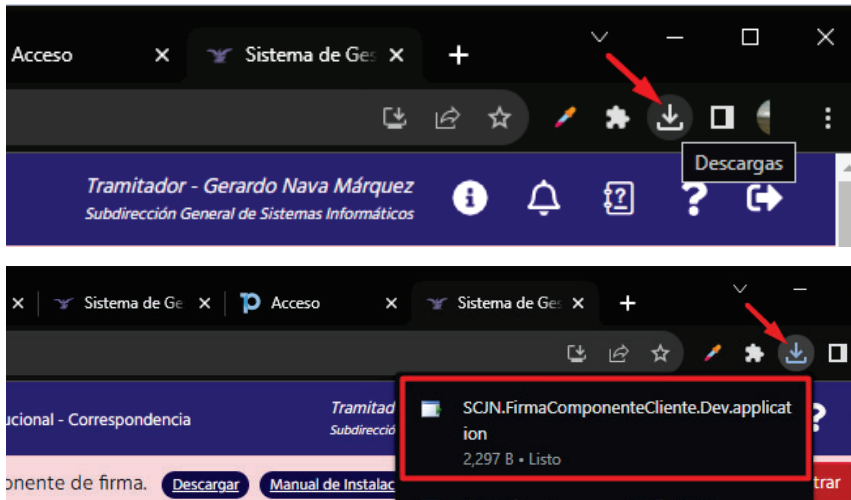 Acceso
Sistema de Ges
Descargas
Tramitador - Gerardo Nava Márquez
Subdirección General de Sistemas Informáticos
Sistema de Ge
Acceso
Sistema de Ges
SCJN.FirmaComponenteCliente.Dev.applicat
ion
2,297 B • Listo
ucional - Correspondencia
Tramitad
Subdirecció
onente de firma. Descargar Manual de Instalac
trar